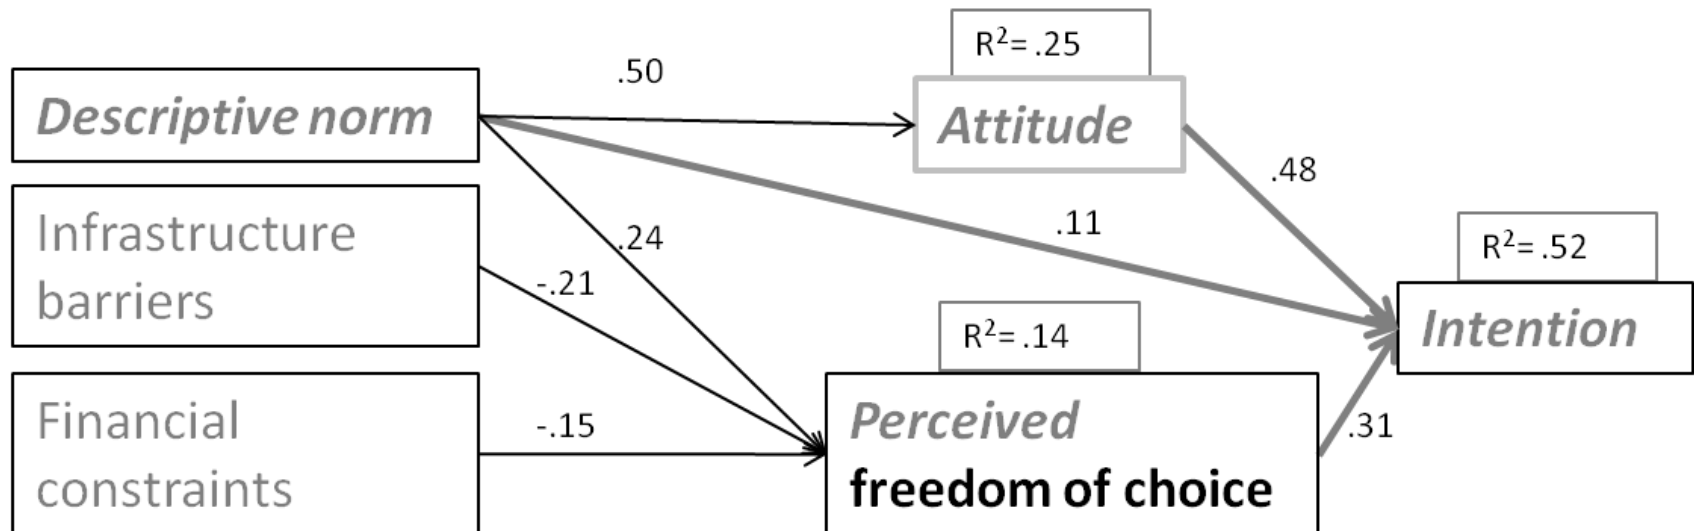 R²= .25
.50
Descriptive norm
Attitude
.48
Infrastructure
barriers
.24
.11
-.21
R²= .52
Intention
R²= .14
Financial
constraints
-.15
Perceived
freedom of choice
.31